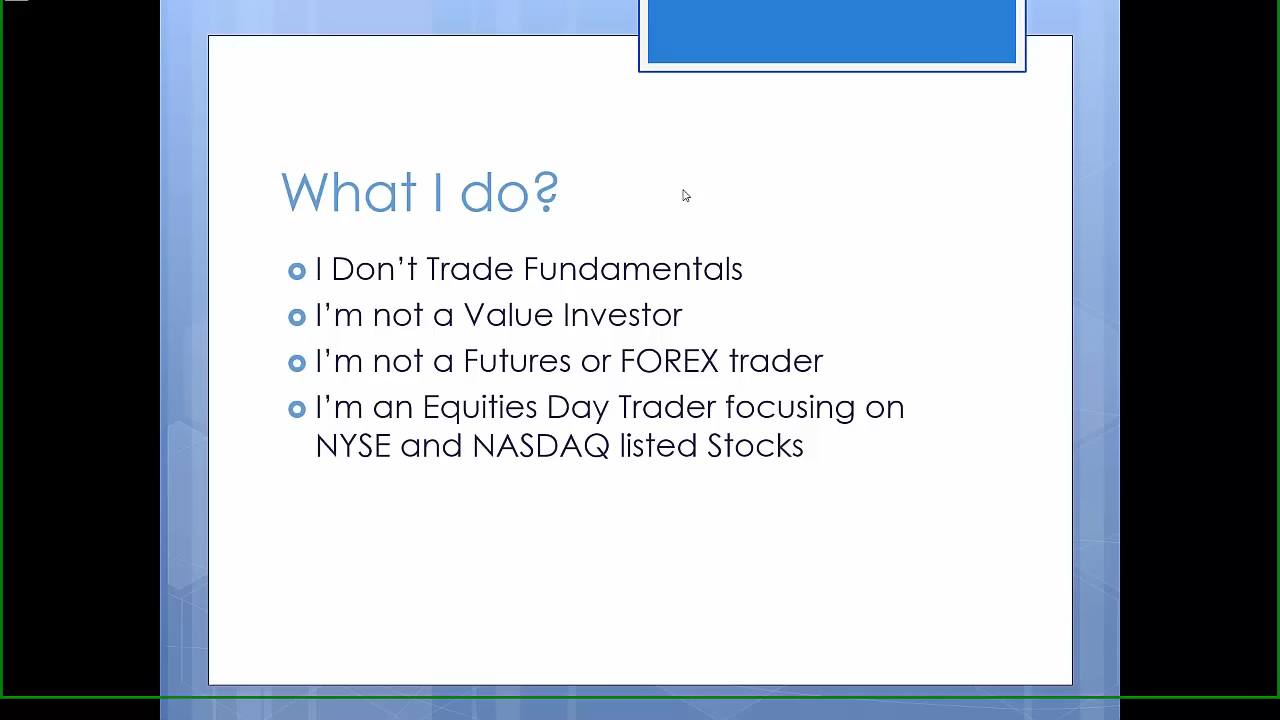 What I do?
I Don't Trade Fundamentals
I'm not a Value Investor
I'm not a Futures or FOREX trader
I'm an Equities Day Trader focusing on
NYSE and NASDAQ listed Stocks